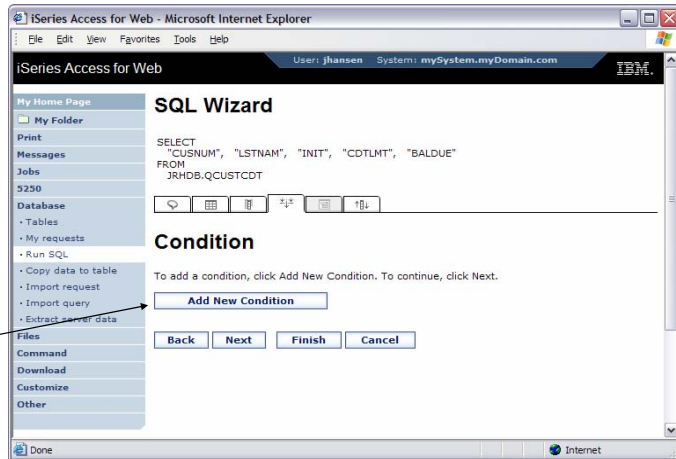 iSeries Access for Web - Microsoft Internet Explorer
File Edit View Favorites Tools Help
iSeries Access for Web
User: jhansen System: mySystem.myDomain.com
IBM.
My Home Page
My Folder
Print
Messages
Jobs
5250
Database
• Tables
• My requests
• Run SQL
• Copy data to table
• Import request
• Import query
• Extract server data
Files
Command
Download
Customize
Other
SQL Wizard
SELECT
"CUSNUM", "LSTNAM", "INIT", "CDTLMT", "BALDUE"
FROM
JRHDB.QCUSTCDT
Condition
To add a condition, click Add New Condition. To continue, click Next.
Add New Condition
Back Next Finish Cancel
Done
Internet